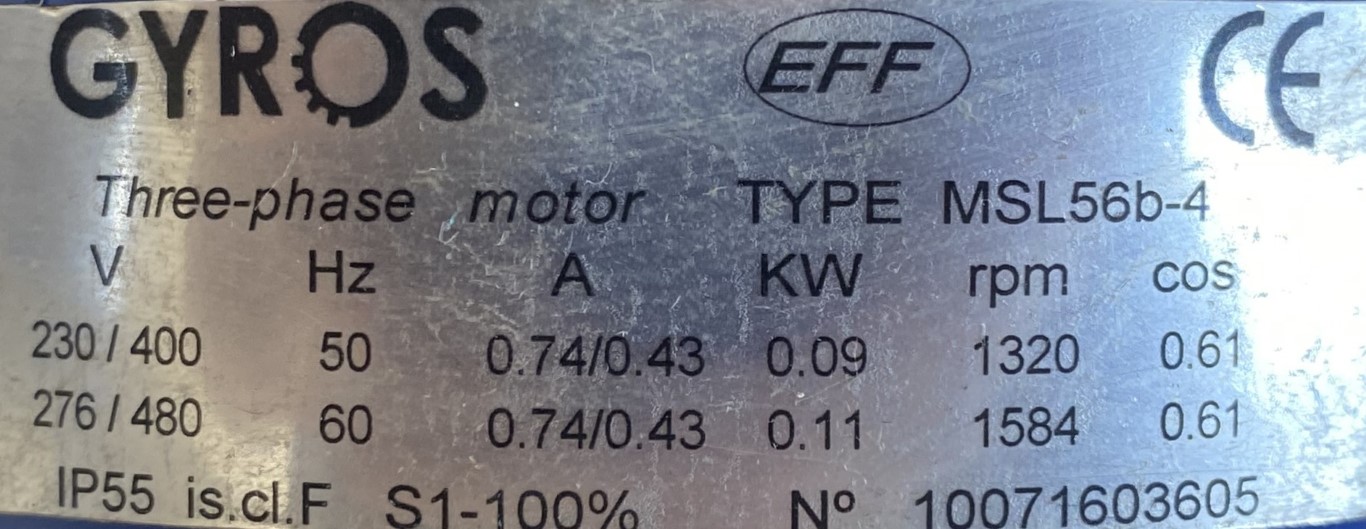 GYROS EFF CE
Three-phase motor TYPE MSL56b-4
V Hz A KW rpm cos
230 / 400 50 0.74/0.43 0.09 1320 0.61
276 / 480 60 0.74/0.43 0.11 1584 0.61
IP55 is.cl.F S1-100% Nº 10071603605